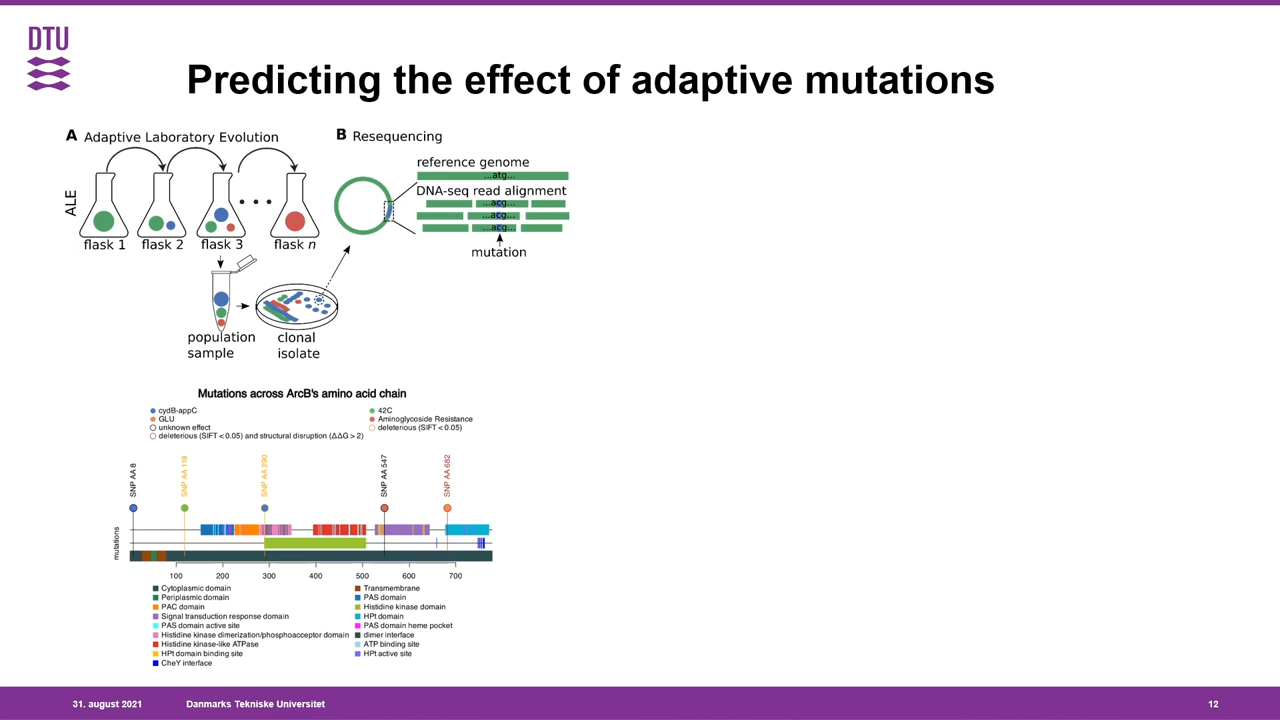 DTU
Predicting the effect of adaptive mutations
A Adaptive Laboratory Evolution
ALE
flask 1
flask 2
flask 3
flask n
population
sample
clonal
isolate
B Resequencing
reference genome
...atg...
DNA-seq read alignment
...acg...
...acg...
...acg...
mutation
Mutations across ArcB's amino acid chain
cydB-appC
GLU
unknown effect
deleterious (SIFT < 0.05) and structural disruption (ΔΔG > 2)
42C
Aminoglycoside Resistance
deleterious (SIFT < 0.05)
SNP AA 8
SNP AA 118
SNP AA 290
SNP AA 547
SNP AA 682
mutations
100 200 300 400 500 600 700
Cytoplasmic domain
Periplasmic domain
PAC domain
Signal transduction response domain
PAS domain active site
Histidine kinase dimerization/phosphoacceptor domain
Histidine kinase-like ATPase
HPt domain binding site
CheY interface
Transmembrane
PAS domain
Histidine kinase domain
HPt domain
PAS domain heme pocket
dimer interface
ATP binding site
HPt active site
31. august 2021
Danmarks Tekniske Universitet
12